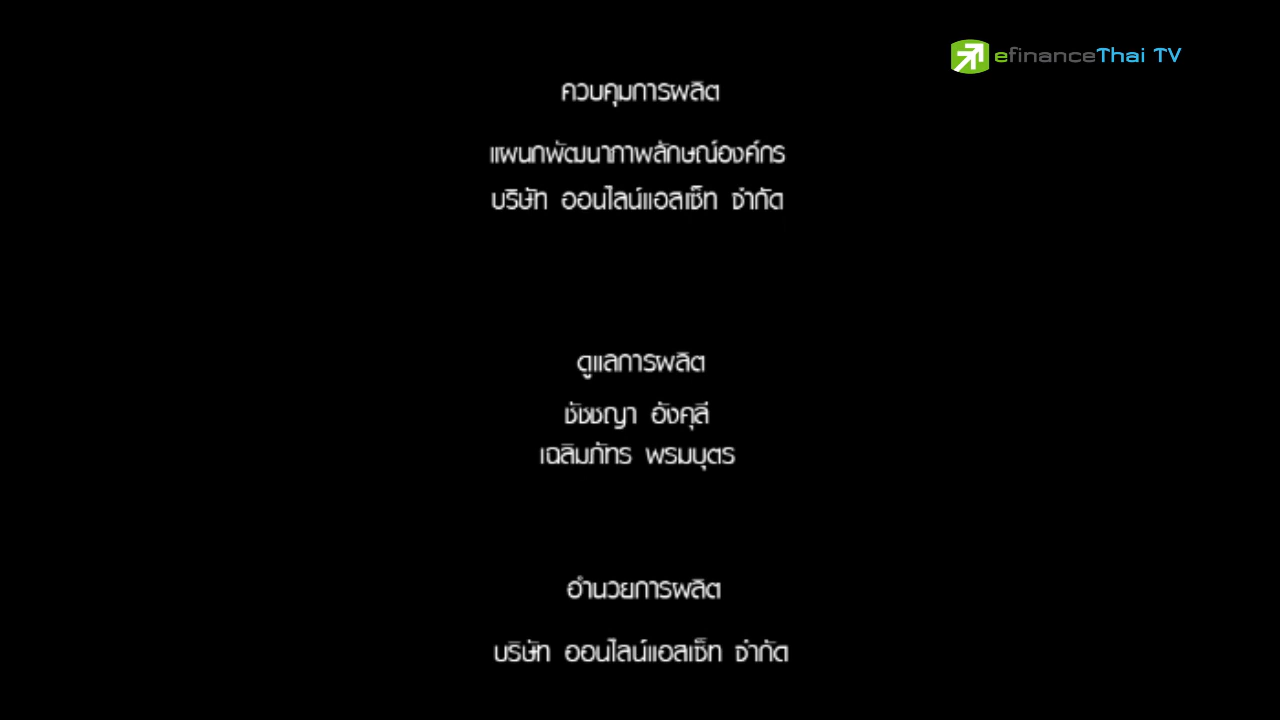 efinanceThai TV
ควบคุมการผลิต
แผนกพัฒนาภาพลักษณ์องค์กร
บริษัท ออนไลน์แอสเซ็ท จำกัด
ดูแลการผลิต
ชัชชญา อังคุลี
เฉลิมภัทร พรมบุตร
อำนวยการผลิต
บริษัท ออนไลน์แอสเซ็ท จำกัด